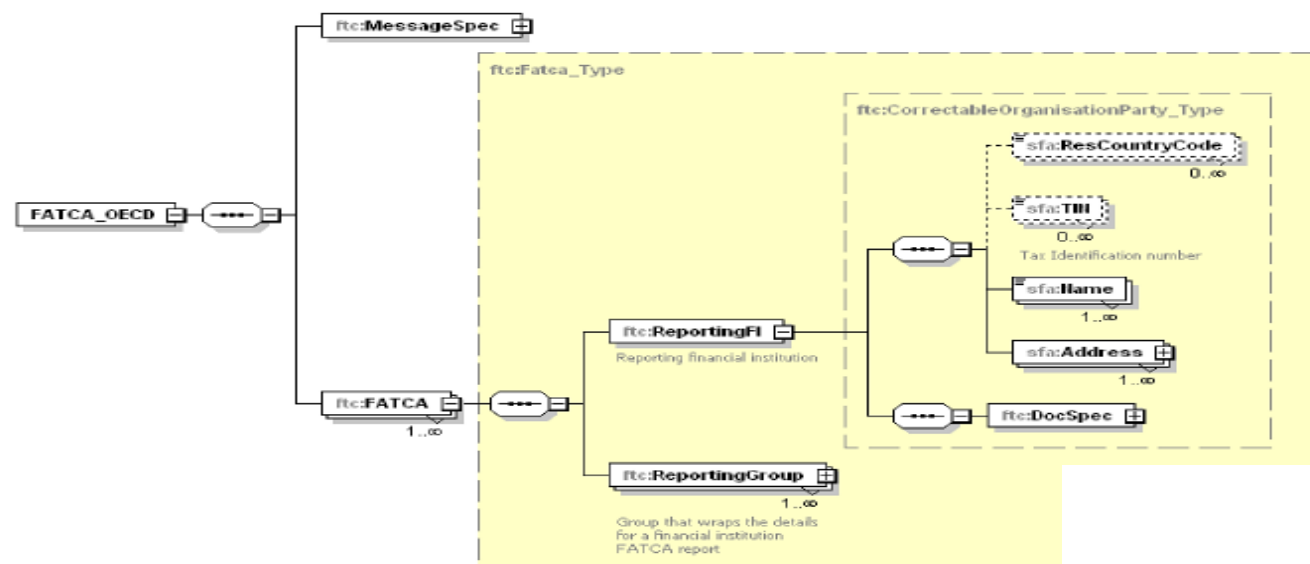 ftc:MessageSpec
ftc:Fatca_Type
ftc:CorrectableOrganisationParty_Type
sfa:ResCountryCode
0..∞
FATCA_OECD
sfa:TIN
0..∞
Tax Identification number
sfa:Name
1..∞
ftc:ReportingFI
Reporting financial institution
sfa:Address
1..∞
ftc:FATCA
1..∞
ftc:DocSpec
ftc:ReportingGroup
1..∞
Group that wraps the details
for a financial institution
FATCA report